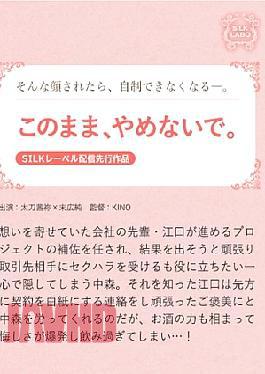 SILK
LABO
そんな顔されたら、自制できなくなる―。
このまま、やめないで。
SILKレーベル配信先行作品
出演：太刀茜祢×末広純 監督：KINO
想いを寄せていた会社の先輩・江口が進めるプロ
ジェクトの補佐を任され、結果を出そうと頑張り
取引先相手にセクハラを受けるも役に立ちたい一
心で隠してしまう中森。それを知った江口は先方
に契約を白紙にする連絡をし頑張ったご褒美にと
中森を労ってくれるのだが、お酒の力も相まって
悔しさが爆発し飲み過ぎてしまい…！